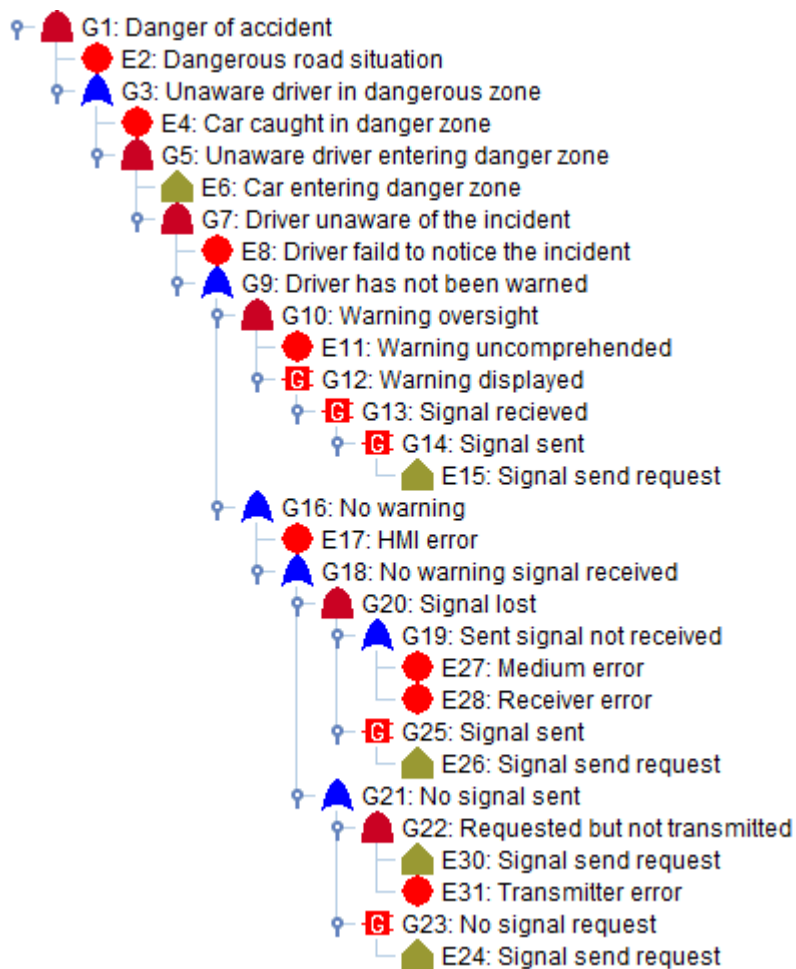 G1: Danger of accident
E2: Dangerous road situation
G3: Unaware driver in dangerous zone
E4: Car caught in danger zone
G5: Unaware driver entering danger zone
E6: Car entering danger zone
G7: Driver unaware of the incident
E8: Driver faild to notice the incident
G9: Driver has not been warned
G10: Warning oversight
E11: Warning uncomprehended
G G12: Warning displayed
G G13: Signal recieved
G G14: Signal sent
E15: Signal send request
G16: No warning
E17: HMI error
G18: No warning signal received
G20: Signal lost
G19: Sent signal not received
E27: Medium error
E28: Receiver error
G G25: Signal sent
E26: Signal send request
G21: No signal sent
G22: Requested but not transmitted
E30: Signal send request
E31: Transmitter error
G G23: No signal request
E24: Signal send request